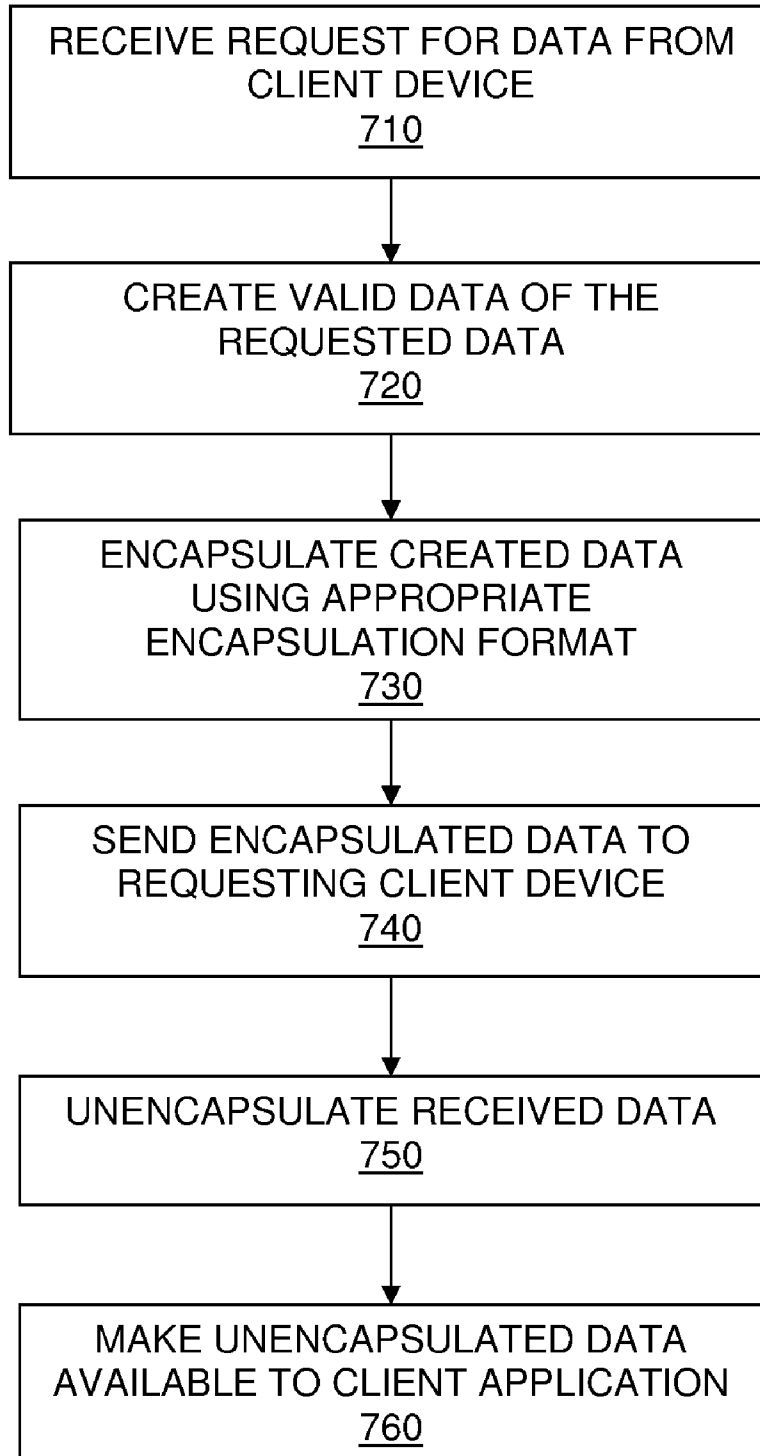 RECEIVE REQUEST FOR DATA FROM
CLIENT DEVICE
710
CREATE VALID DATA OF THE
REQUESTED DATA
720
ENCAPSULATE CREATED DATA
USING APPROPRIATE
ENCAPSULATION FORMAT
730
SEND ENCAPSULATED DATA TO
REQUESTING CLIENT DEVICE
740
UNENCAPSULATE RECEIVED DATA
750
MAKE UNENCAPSULATED DATA
AVAILABLE TO CLIENT APPLICATION
760